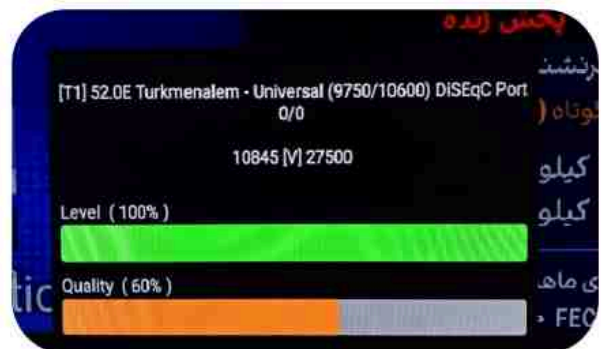 پخش زنده
[T1] 52.0E Turkmenalem - Universal (9750/10600) DiSEqC Port
0/0
10845 [V] 27500
کیلو
Level ( 100% )
کیلو
Quality ( 60% )
FEC